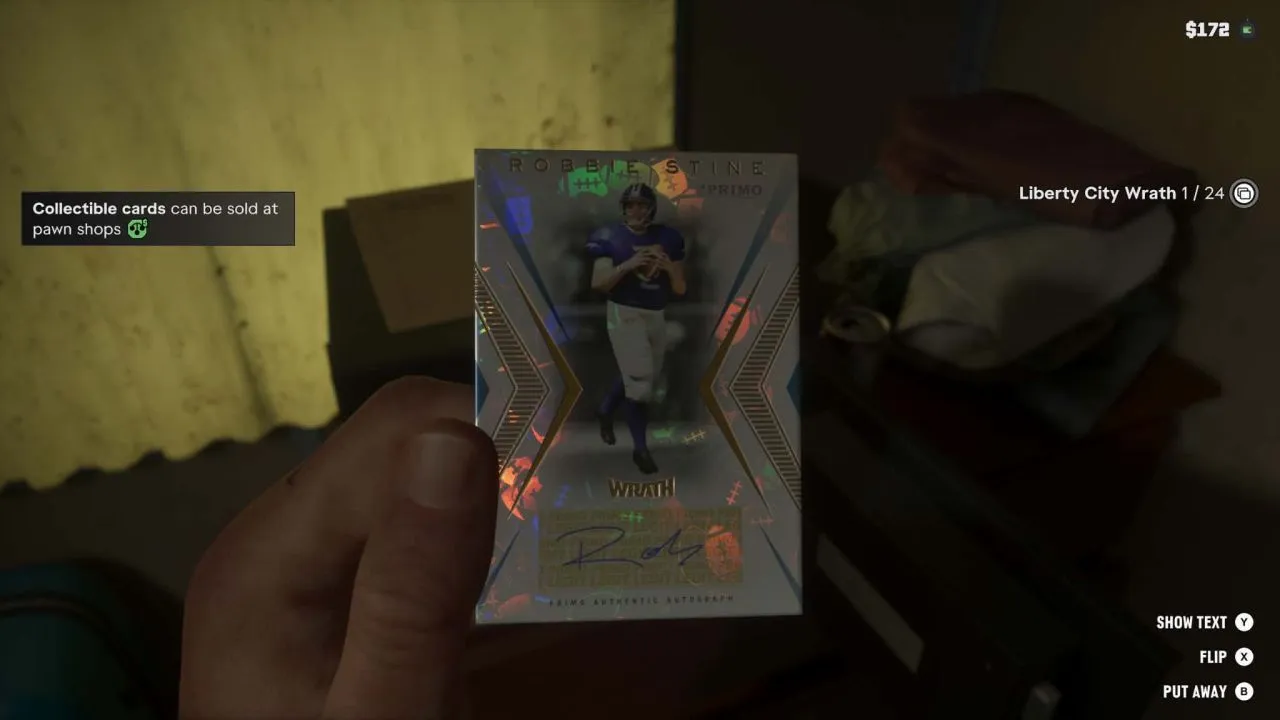 $172
ROBBIE STINE
PRIMO
Collectible cards can be sold at
pawn shops
Liberty City Wrath 1 / 24
WRATH
PRIMO AUTHENTIC AUTOGRAPH
SHOW TEXT Y
FLIP X
PUT AWAY B